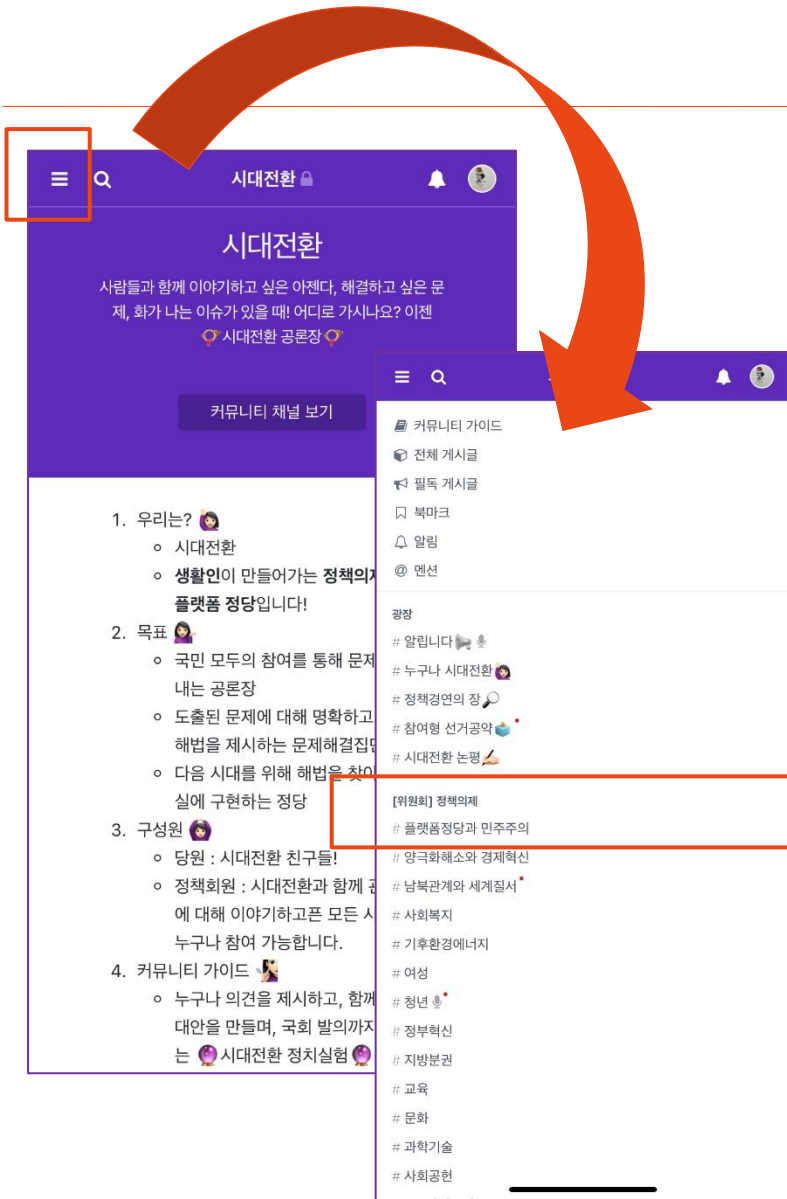 시대전환
시대전환
사람들과 함께 이야기하고 싶은 아젠다, 해결하고 싶은 문
제, 화가 나는 이슈가 있을 때! 어디로 가시나요? 이젠
시대전환 공론장
커뮤니티 채널 보기
1. 우리는? 🙋🏻‍♀️
시대전환
생활인이 만들어가는 정책의제
플랫폼 정당입니다!
2. 목표 💁🏻‍♀️
국민 모두의 참여를 통해 문제
내는 공론장
도출된 문제에 대해 명확하고
해법을 제시하는 문제해결집단
다음 시대를 위해 해법을 찾아
실에 구현하는 정당
3. 구성원 🙆🏻‍♀️
당원 : 시대전환 친구들!
정책회원 : 시대전환과 함께
에 대해 이야기하고픈 모든
누구나 참여 가능합니다.
4. 커뮤니티 가이드 💇🏻‍♀️
누구나 의견을 제시하고, 함께
대안을 만들며, 국회 발의까지
는 🔮시대전환 정치실험🔮
커뮤니티 가이드
전체 게시글
필독 게시글
북마크
알림
@ 멘션
광장
# 알립니다📢🎙
# 누구나 시대전환🙋🏻‍♀️
# 정책경연의 장🔎
# 참여형 선거공약🗳
# 시대전환 논평✍🏻
[위원회] 정책의제
# 플랫폼정당과 민주주의
# 양극화해소와 경제혁신
# 남북관계와 세계질서
# 사회복지
# 기후환경에너지
# 여성
# 청년🎙
# 정부혁신
# 지방분권
# 교육
# 문화
# 과학기술
# 사회공헌